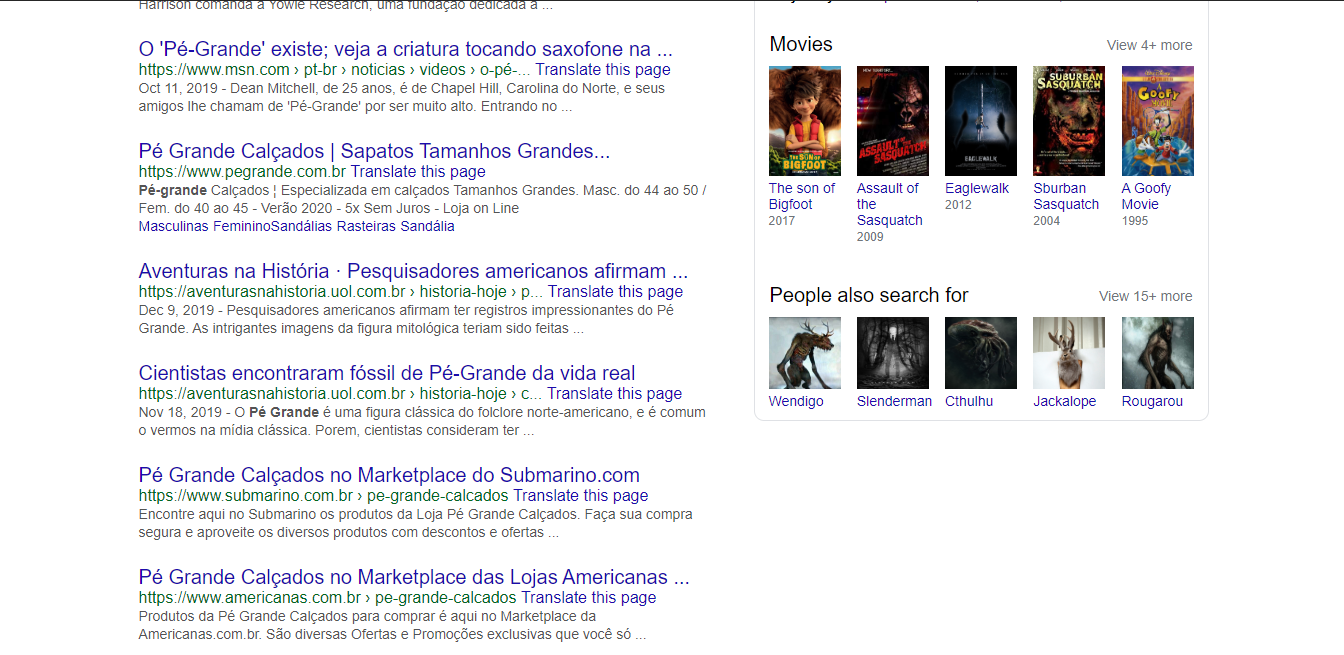 Harrison comanda a Yowie Research, uma fundação dedicada a ...
O 'Pé-Grande' existe; veja a criatura tocando saxofone na ...
https://www.msn.com › pt-br › noticias › videos › o-pé-... Translate this page
Oct 11, 2019 - Dean Mitchell, de 25 anos, é de Chapel Hill, Carolina do Norte, e seus
amigos lhe chamam de 'Pé-Grande' por ser muito alto. Entrando no ...
Pé Grande Calçados | Sapatos Tamanhos Grandes...
https://www.pegrande.com.br Translate this page
Pé-grande Calçados ¦ Especializada em calçados Tamanhos Grandes. Masc. do 44 ao 50 /
Fem. do 40 ao 45 - Verão 2020 - 5x Sem Juros - Loja on Line
Masculinas FemininoSandálias Rasteiras Sandália
Aventuras na História · Pesquisadores americanos afirmam ...
https://aventurasnahistoria.uol.com.br › historia-hoje › p... Translate this page
Dec 9, 2019 - Pesquisadores americanos afirmam ter registros impressionantes do Pé
Grande. As intrigantes imagens da figura mitológica teriam sido feitas ...
Cientistas encontraram fóssil de Pé-Grande da vida real
https://aventurasnahistoria.uol.com.br › historia-hoje › c... Translate this page
Nov 18, 2019 - O Pé Grande é uma figura clássica do folclore norte-americano, e é comum
o vermos na mídia clássica. Porem, cientistas consideram ter ...
Pé Grande Calçados no Marketplace do Submarino.com
https://www.submarino.com.br › pe-grande-calcados Translate this page
Encontre aqui no Submarino os produtos da Loja Pé Grande Calçados. Faça sua compra
segura e aproveite os diversos produtos com descontos e ofertas ...
Pé Grande Calçados no Marketplace das Lojas Americanas ...
https://www.americanas.com.br › pe-grande-calcados Translate this page
Produtos da Pé Grande Calçados para comprar é aqui no Marketplace da
Americanas.com.br. São diversas Ofertas e Promoções exclusivas que você só ...
Movies
View 4+ more
THE SON OF
BIGFOOT
ASSAULT OF THE
SASQUATCH
EAGLEWALK
SUBURBAN
SASQUATCH
A
GOOFY
MOVIE
The son of
Bigfoot
2017
Assault of
the
Sasquatch
2009
Eaglewalk
2012
Sburban
Sasquatch
2004
A Goofy
Movie
1995
People also search for
View 15+ more
Wendigo
Slenderman
Cthulhu
Jackalope
Rougarou